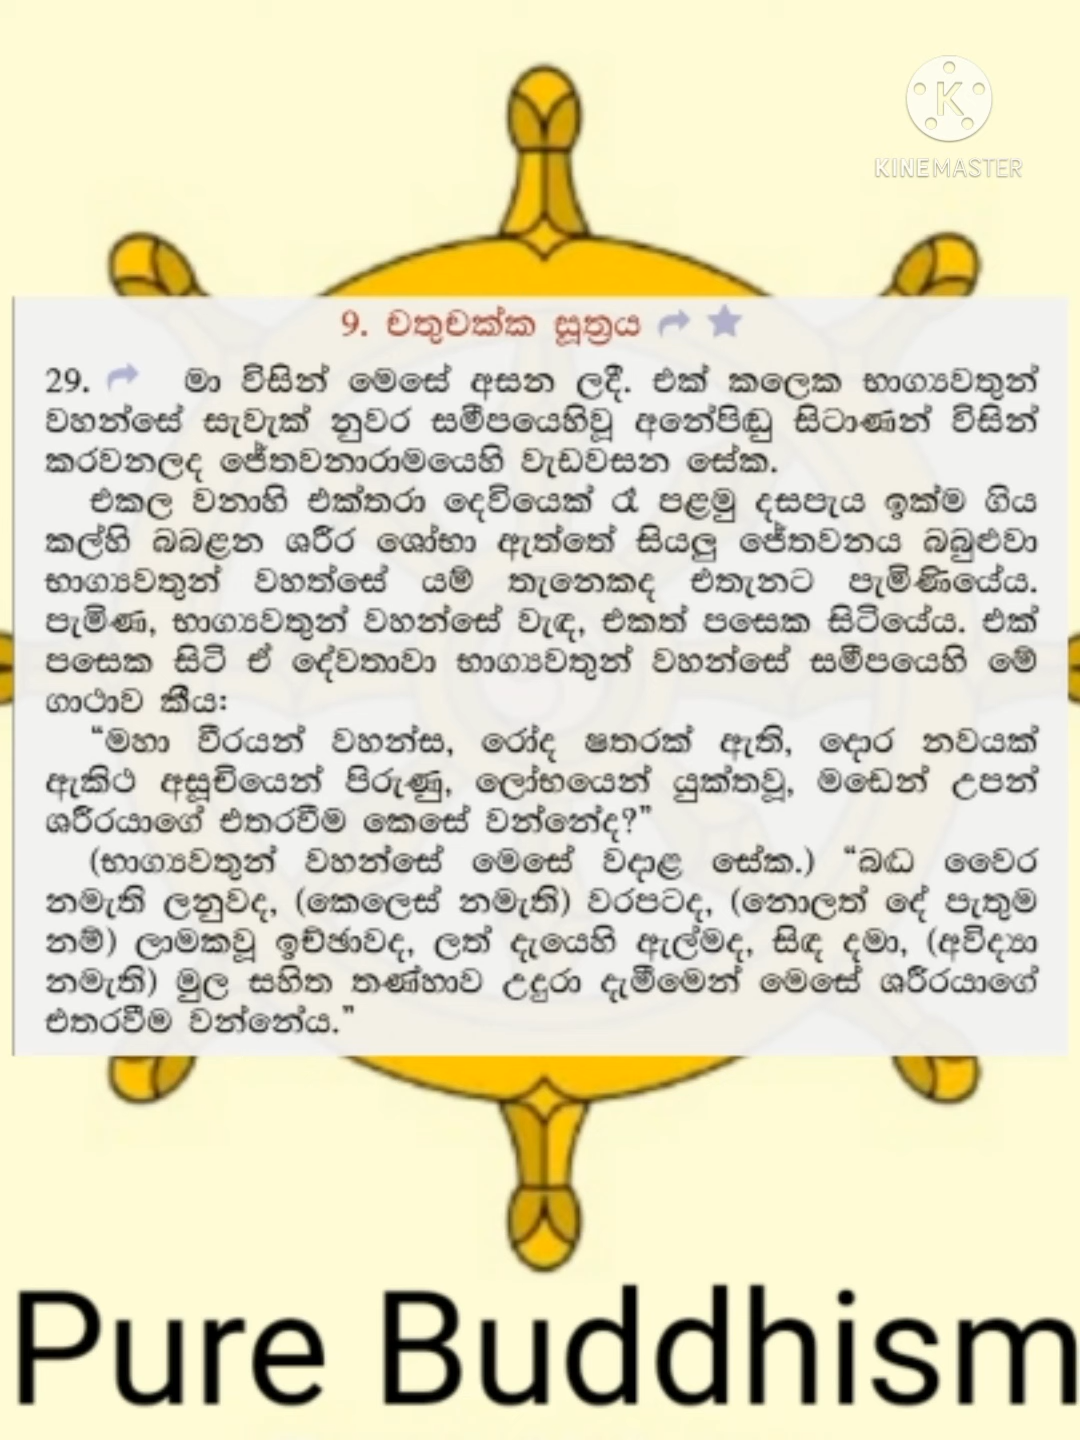 K
KINEMASTER
9. චතුචක්ක සූත්‍රය
29. මා විසින් මෙසේ අසන ලදී. එක් කලෙක භාග්‍යවතුන්
වහන්සේ සැවැක් නුවර සමීපයෙහිවූ අනේපිඬු සිටාණන් විසින්
කරවනලද ජේතවනාරාමයෙහි වැඩවසන සේක.
එකල වනාහි එක්තරා දෙවියෙක් රෑ පළමු දසපැය ඉක්ම ගිය
කල්හි බබළන ශරීර ශෝභා ඇත්තේ සියලු ජේතවනය බබුළුවා
භාග්‍යවතුන් වහත්සේ යම් තැනෙකද එතැනට පැමිණියේය.
පැමිණ, භාග්‍යවතුන් වහන්සේ වැඳ, එකත් පසෙක සිටියේය. එක්
පසෙක සිටි ඒ දේවතාවා භාග්‍යවතුන් වහන්සේ සමීපයෙහි මේ
ගාථාව කීය:
“මහා වීරයන් වහන්ස, රෝද ෂතරක් ඇති, දොර නවයක්
ඇකිථ අසූචියෙන් පිරුණු, ලෝභයෙන් යුක්තවූ, මඩෙන් උපන්
ශරීරයාගේ එතරවීම කෙසේ වන්නේද?”
(භාග්‍යවතුන් වහන්සේ මෙසේ වදාළ සේක.) “බද්‍ධ වෛර
නමැති ලනුවද, (කෙලෙස් නමැති) වරපටද, (නොලත් දේ පැතුම
නම්) ලාමකවූ ඉච්ඡාවද, ලත් දැයෙහි ඇල්මද, සිඳ දමා, (අවිද්‍යා
නමැති) මුල සහිත තණ්හාව උදුරා දැමීමෙන් මෙසේ ශරීරයාගේ
එතරවීම වන්නේය.”
Pure Buddhism